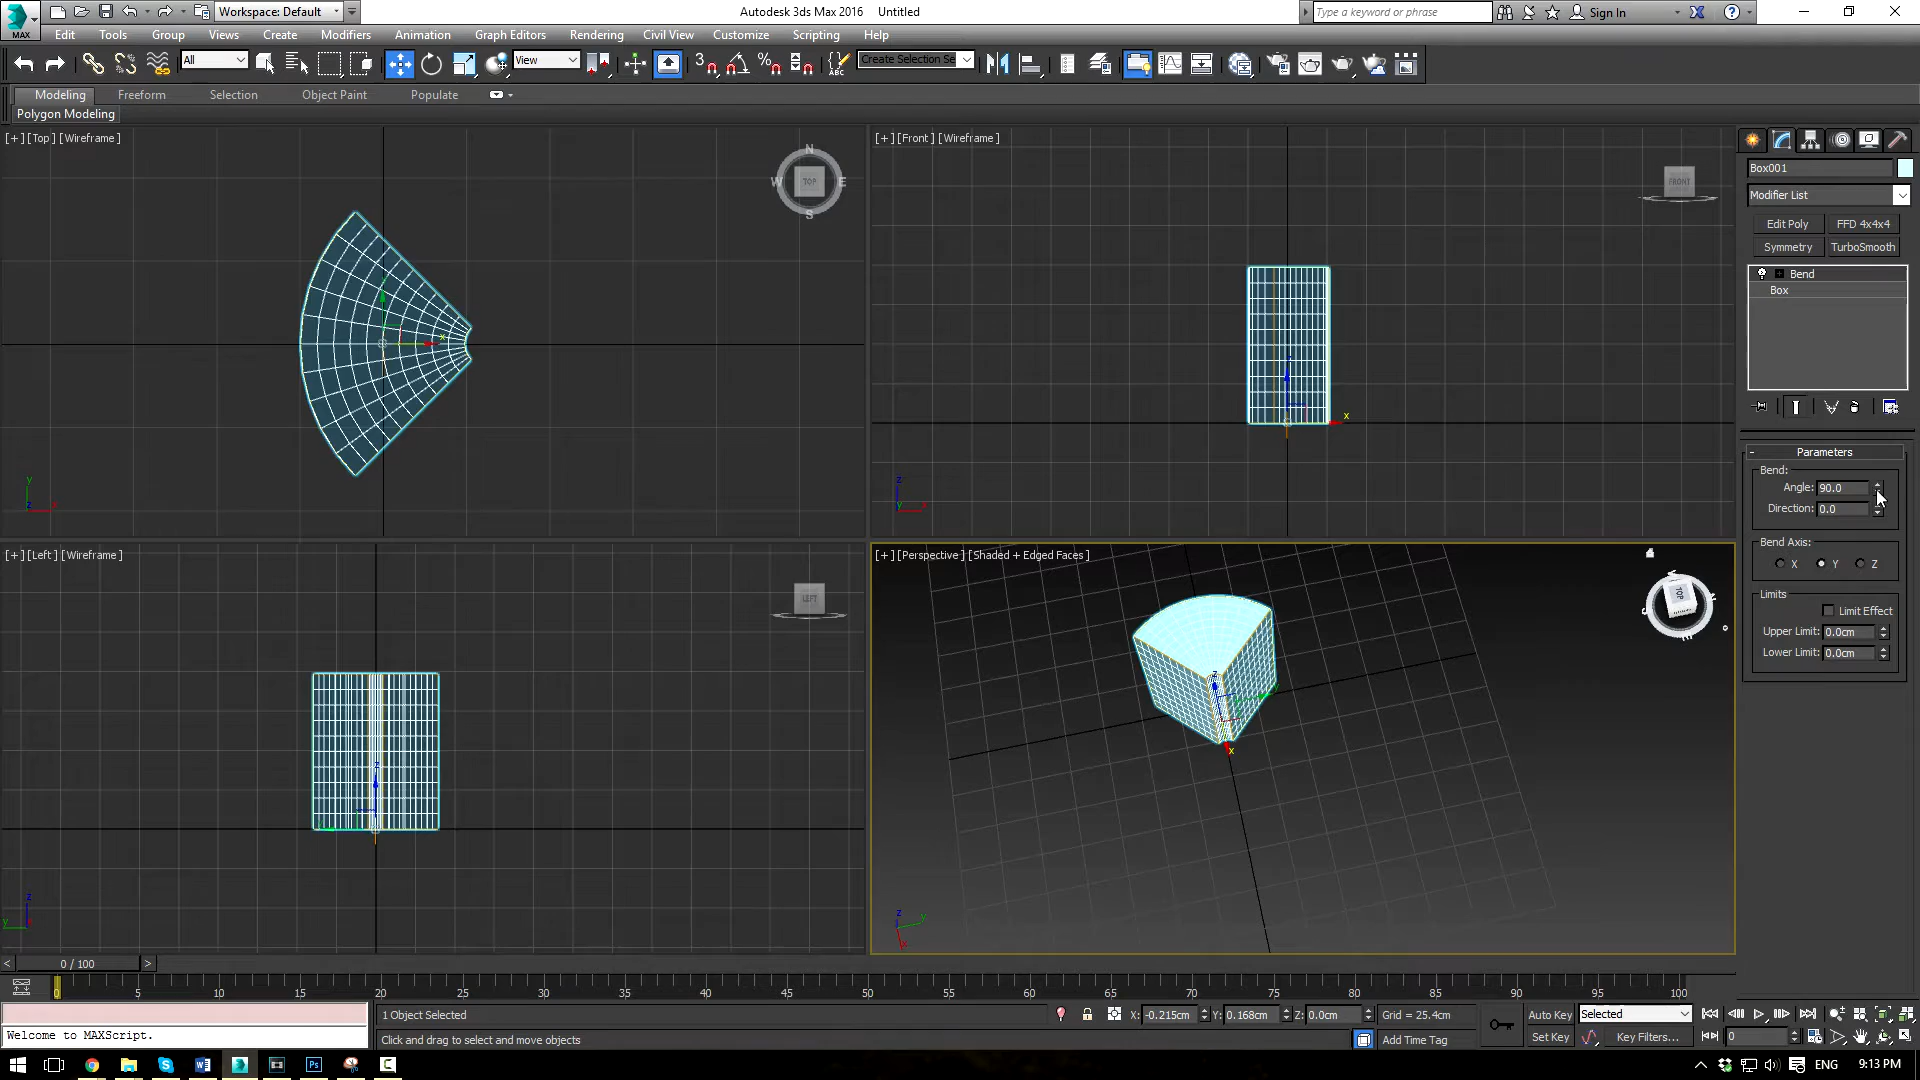 Workspace: Default
Autodesk 3ds Max 2016    Untitled
Type a keyword or phrase
Sign In
MAX
Edit Tools Group Views Create Modifiers Animation Graph Editors Rendering Civil View Customize Scripting Help
All
View
3
ABC
Create Selection Se
Modeling Freeform Selection Object Paint Populate
Polygon Modeling
[+] [Top] [Wireframe]
N
W TOP E
S
y
x
y
z x
[+] [Front] [Wireframe]
FRONT
z
x
z
x
[+] [Left] [Wireframe]
LEFT
z
y
z
y
[+] [Perspective] [Shaded + Edged Faces]
TOP
z
y
x
z
y
x
Box001
Modifier List
Edit Poly FFD 4x4x4
Symmetry TurboSmooth
Bend
Box
- Parameters
Bend:
Angle: 90.0
Direction: 0.0
Bend Axis:
X Y Z
Limits
Limit Effect
Upper Limit: 0.0cm
Lower Limit: 0.0cm
< 0 / 100 >
0 5 10 15 20 25 30 35 40 45 50 55 60 65 70 75 80 85 90 95 100
1 Object Selected
X: -0.215cm Y: 0.168cm Z: 0.0cm Grid = 25.4cm
Auto Key Selected
Welcome to MAXScript.
Click and drag to select and move objects
Add Time Tag
Set Key Key Filters... 0
ENG 9:13 PM